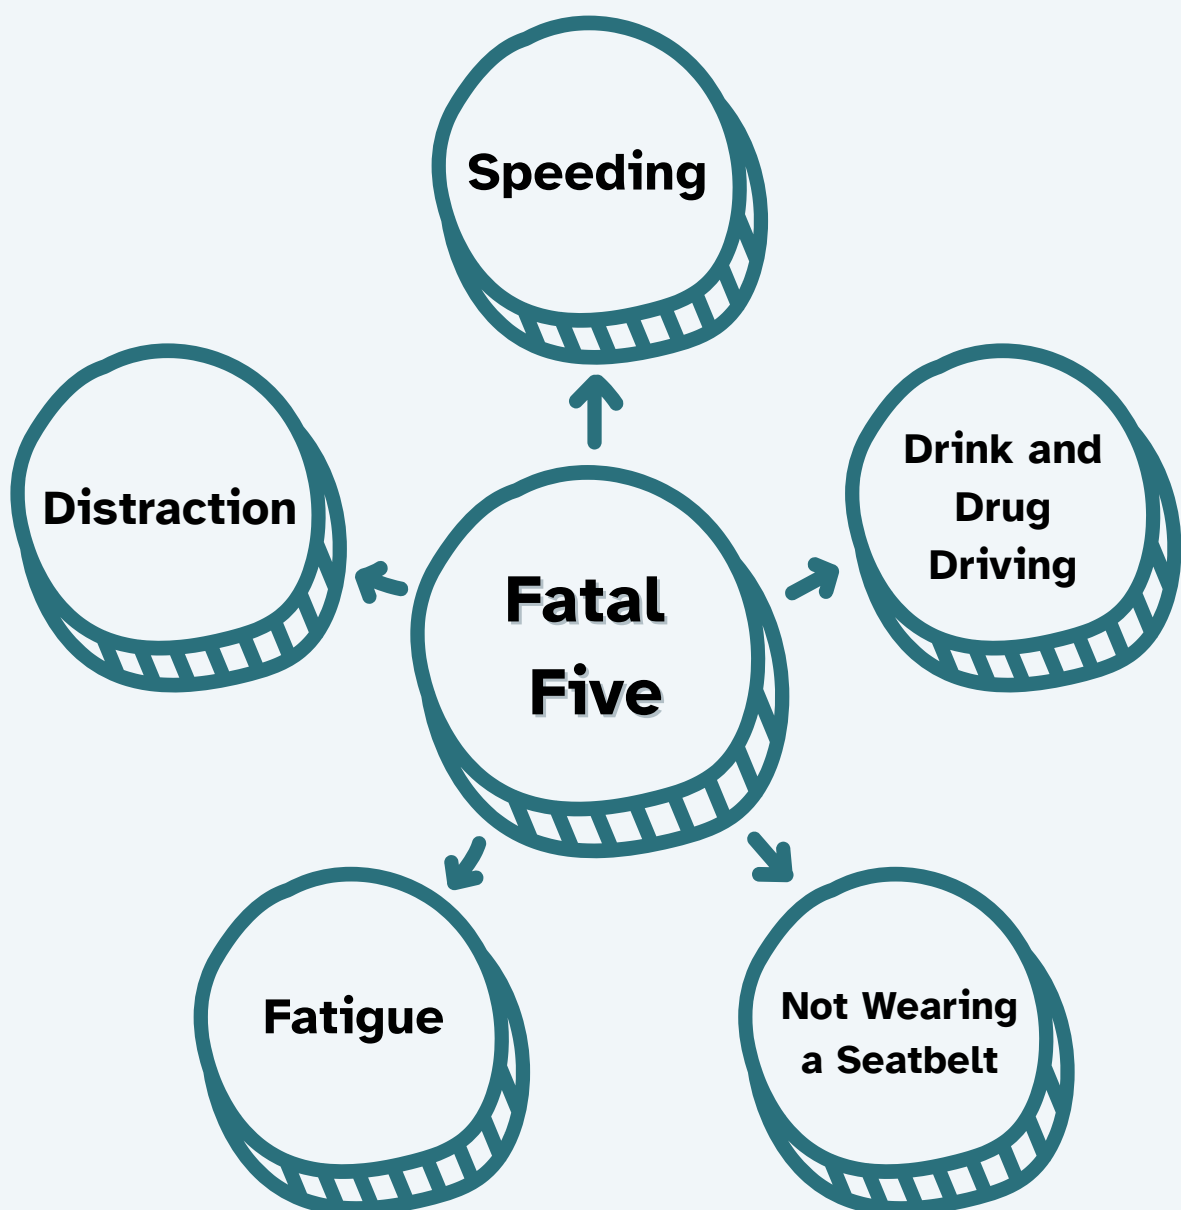 Speeding
Distraction
Drink and
Drug
Driving
Fatal
Five
Fatigue
Not Wearing
a Seatbelt